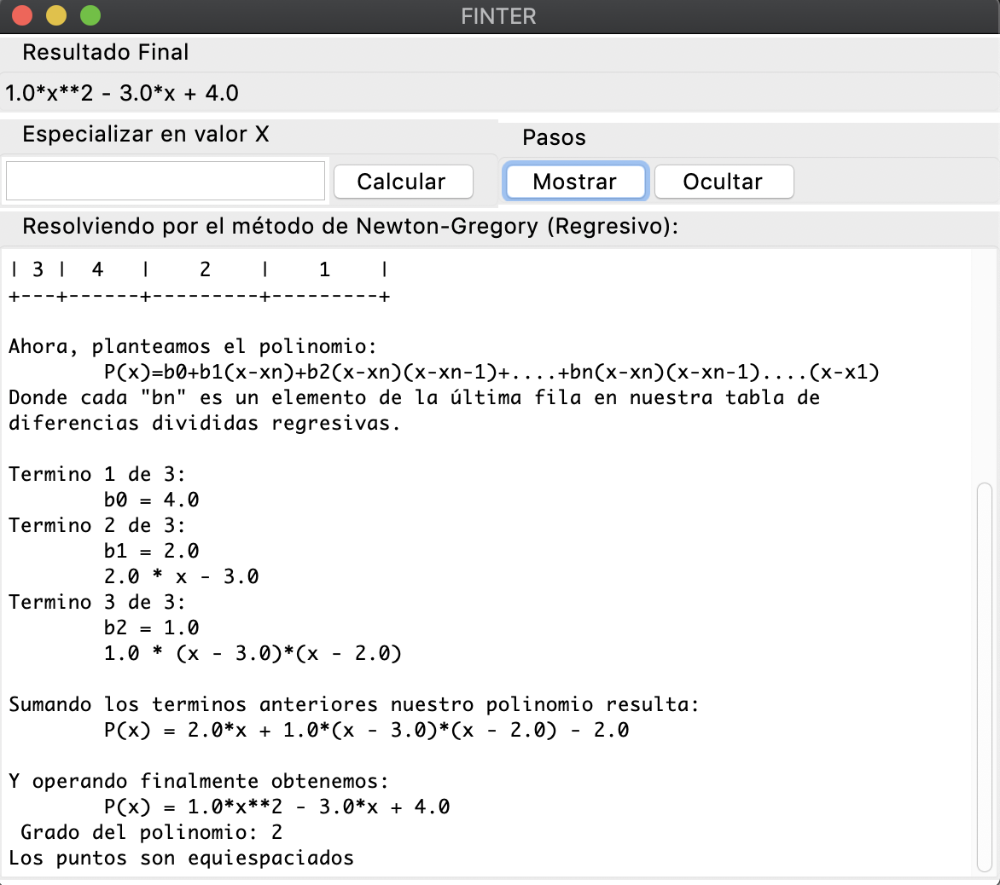 FINTER
Resultado Final
1.0*x**2 - 3.0*x + 4.0
Especializar en valor X
Pasos
Calcular
Mostrar
Ocultar
Resolviendo por el método de Newton-Gregory (Regresivo):
| 3 |  4   |    2    |    1    |
+---+------+---------+---------+
Ahora, planteamos el polinomio:
P(x)=b0+b1(x-xn)+b2(x-xn)(x-xn-1)+....+bn(x-xn)(x-xn-1)....(x-x1)
Donde cada "bn" es un elemento de la última fila en nuestra tabla de
diferencias divididas regresivas.
Termino 1 de 3:
b0 = 4.0
Termino 2 de 3:
b1 = 2.0
2.0 * x - 3.0
Termino 3 de 3:
b2 = 1.0
1.0 * (x - 3.0)*(x - 2.0)
Sumando los terminos anteriores nuestro polinomio resulta:
P(x) = 2.0*x + 1.0*(x - 3.0)*(x - 2.0) - 2.0
Y operando finalmente obtenemos:
P(x) = 1.0*x**2 - 3.0*x + 4.0
Grado del polinomio: 2
Los puntos son equiespaciados